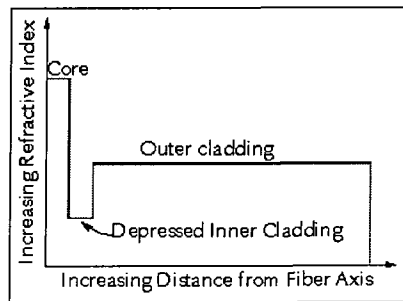 Increasing Refractive Index
Core
Outer cladding
Depressed Inner Cladding
Increasing Distance from Fiber Axis